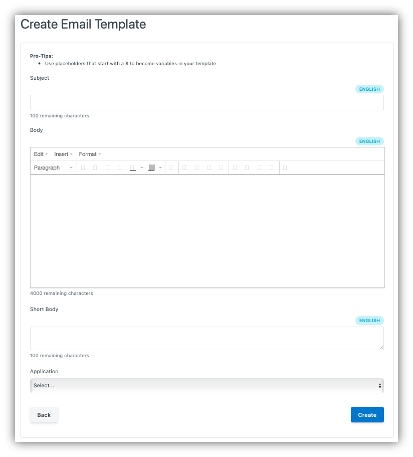 Create Email Template
Pro-Tips:
Use placeholders that start with a $ to become variables in your template
Subject
ENGLISH
100 remaining characters
Body
ENGLISH
Edit Insert Format
Paragraph
4000 remaining characters
Short Body
ENGLISH
100 remaining characters
Application
Select...
Back Create